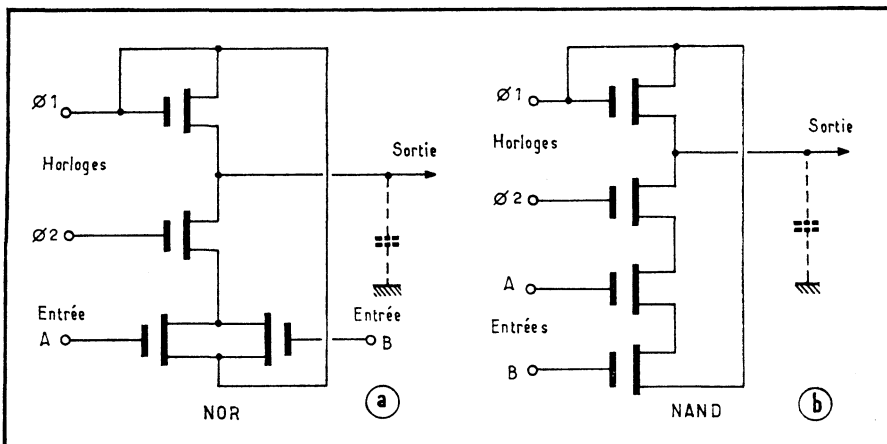 Ø1
Horloges
Sortie
Ø2
Entrée
A
Entrée
B
NOR
a
Ø1
Horloges
Sortie
Ø2
A
Entrées
B
NAND
b